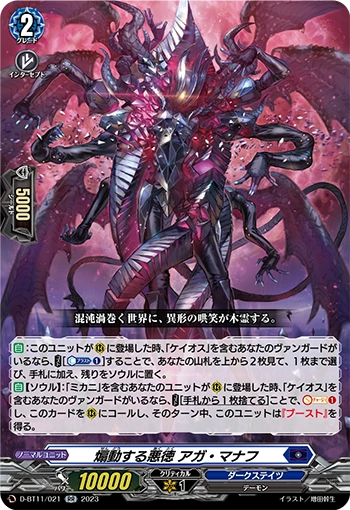 2
グレード
インターセプト
5000
シールド
混沌渦巻く世界に、異形の哄笑が木霊する。
自:このユニットが Ⓡ に登場した時、「ケイオス」を含むあなたのヴァンガードが
いるなら、コスト[ソウルブラスト 1]することで、あなたの山札を上から2枚見て、1枚まで選
び、手札に加え、残りをソウルに置く。
自【ソウル】:「ミカニ」を含むあなたのユニットが Ⓡ に登場した時、「ケイオス」を含
むあなたのヴァンガードがいるなら、コスト[手札から1枚捨てる]ことで、コール
し、このカードを Ⓡ にコールし、そのターン中、このユニットは『ブースト』を
得る。
ノーマルユニット
煽動する悪徳 アガ・マナフ
パワー
10000
クリティカル
1
ダークステイツ
デーモン
D-BT11/021 RR 2023
イラスト/増田幹生